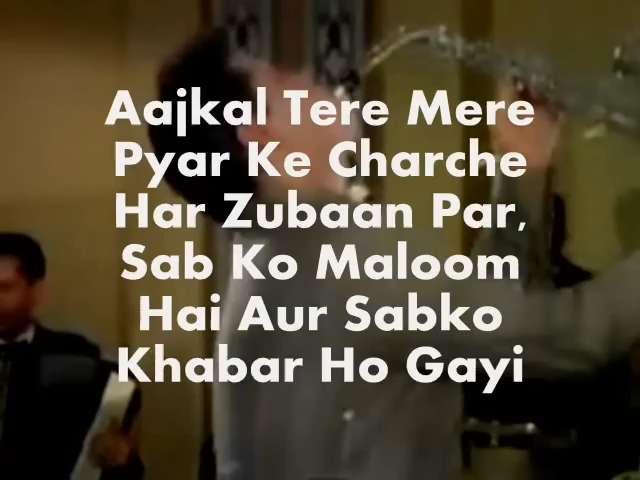 Aajkal Tere Mere
Pyar Ke Charche
Har Zubaan Par,
Sab Ko Maloom
Hai Aur Sabko
Khabar Ho Gayi